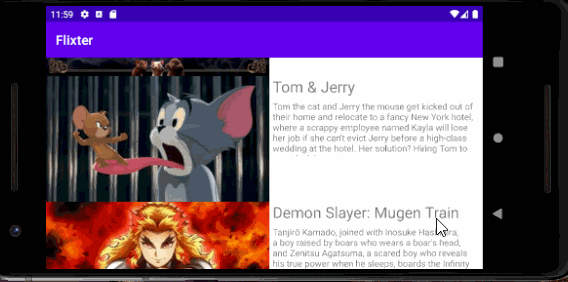 11:59
Flixter
Tom & Jerry
Tom the cat and Jerry the mouse get kicked out of
their home and relocate to a fancy New York hotel,
where a scrappy employee named Kayla will lose
her job if she can't evict Jerry before a high-class
wedding at the hotel. Her solution? Hiring Tom to
Demon Slayer: Mugen Train
Tanjirō Kamado, joined with Inosuke
a boy raised by boars who wears a boar's head,
and Zenitsu Agatsuma, a scared boy who reveals
his true power when he sleeps, boards the Infinity